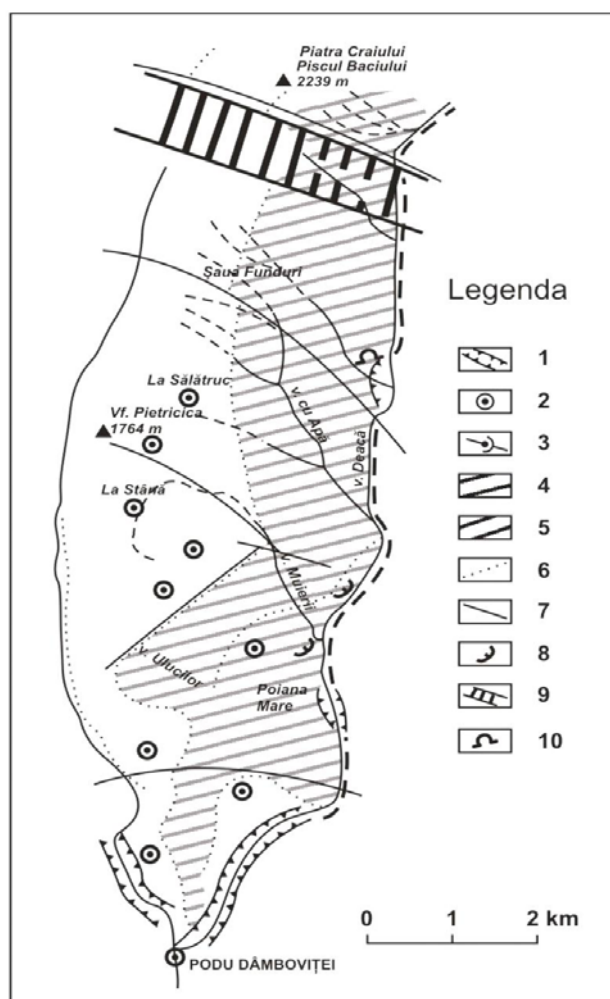 Piatra Craiului
Piscul Baciului
2239 m
Șaua Funduri
La Sălătruc
Vf. Pietricica
1764 m
La Stână
v. cu Apă
v. Deacă
v. Muierii
v. Ulucilor
Poiana
Mare
PODU DÂMBOVIȚEI
Legenda
1
2
3
4
5
6
7
8
9
10
0 1 2 km